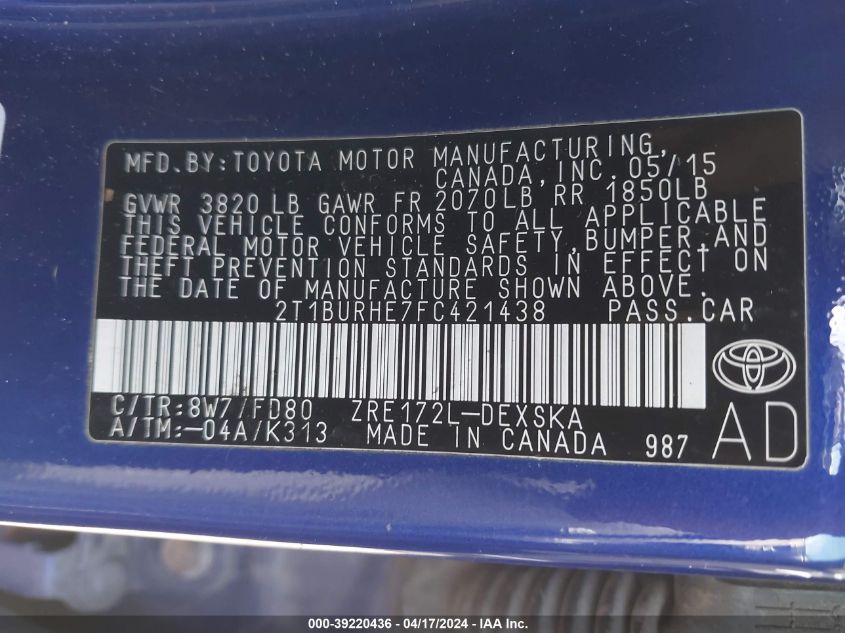 MFD.BY:TOYOTA MOTOR MANUFACTURING,
CANADA, INC. 05/15
GVWR 3820 LB GAWR FR 2070LB RR 1850LB
THIS VEHICLE CONFORMS TO ALL APPLICABLE
FEDERAL MOTOR VEHICLE SAFETY,BUMPER,AND
THEFT PREVENTION STANDARDS IN EFFECT ON
THE DATE OF MANUFACTURE SHOWN ABOVE.
2T1BURHE7FC421438 PASS.CAR
C/TR:8W7/FD80 ZRE172L-DEXSKA
A/TM:-04A/K313 MADE IN CANADA 987 AD
000-39220436 - 04/17/2024 - IAA Inc.